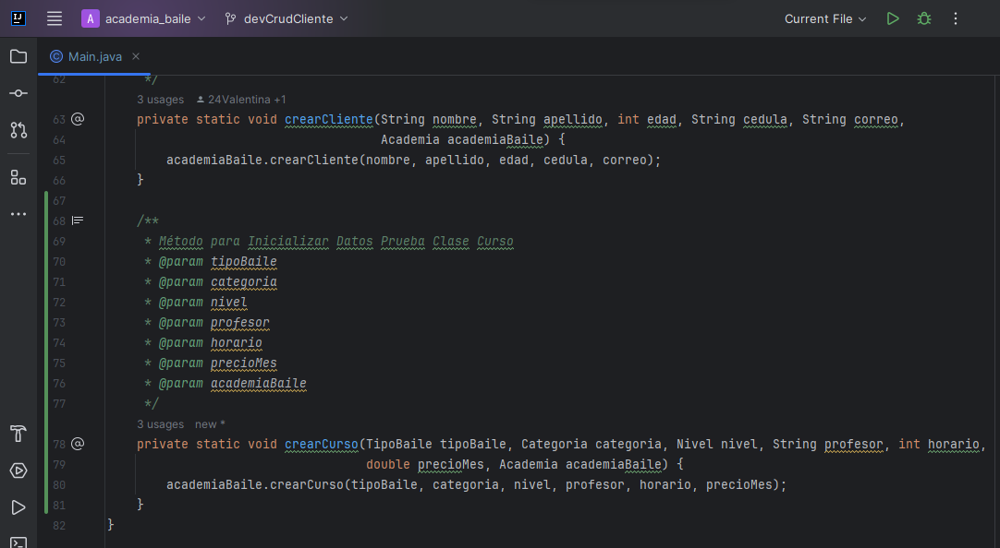 IJ A academia_baile devCrudCliente Current File
Main.java
62 */
3 usages 24Valentina +1
63 @ private static void crearCliente(String nombre, String apellido, int edad, String cedula, String correo,
64 Academia academiaBaile) {
65 academiaBaile.crearCliente(nombre, apellido, edad, cedula, correo);
66 }
67
68 /**
69 * Método para Inicializar Datos Prueba Clase Curso
70 * @param tipoBaile
71 * @param categoria
72 * @param nivel
73 * @param profesor
74 * @param horario
75 * @param precioMes
76 * @param academiaBaile
77 */
3 usages new *
78 @ private static void crearCurso(TipoBaile tipoBaile, Categoria categoria, Nivel nivel, String profesor, int horario,
79 double precioMes, Academia academiaBaile) {
80 academiaBaile.crearCurso(tipoBaile, categoria, nivel, profesor, horario, precioMes);
81 }
82 }